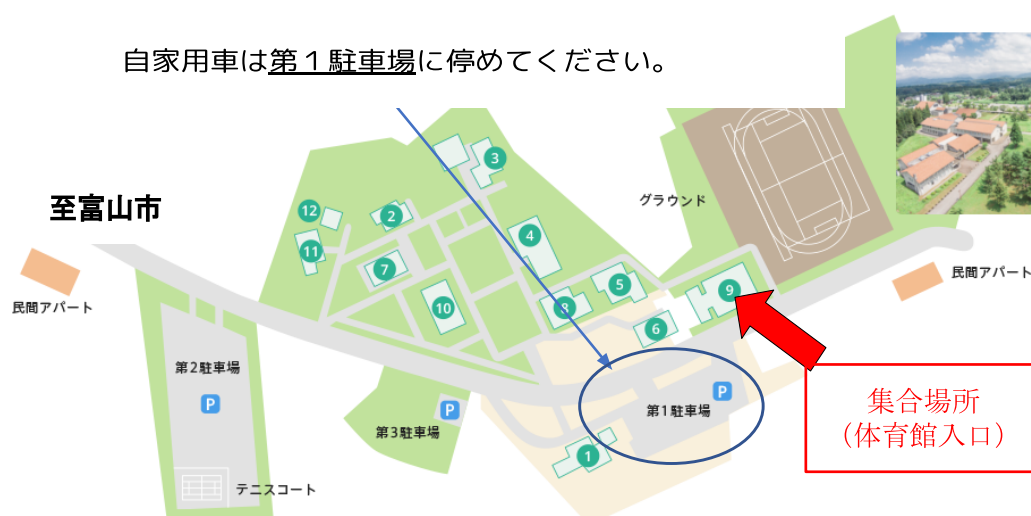 自家用車は第１駐車場に停めてください。
至富山市
グラウンド
民間アパート
民間アパート
第2駐車場
P
第3駐車場
P
第1駐車場
P
テニスコート
集合場所
（体育館入口）
1
2
3
4
5
6
7
8
9
10
11
12